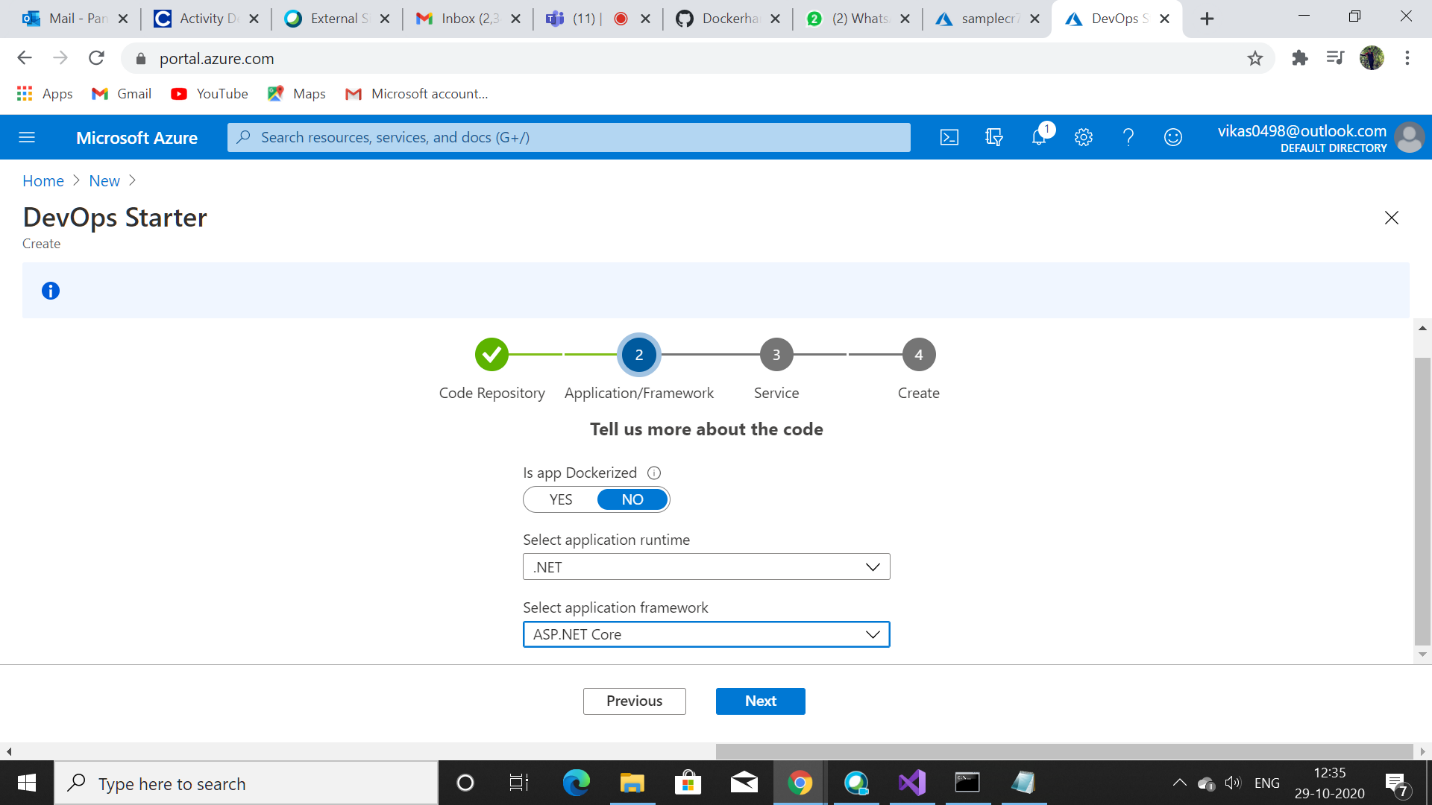 Mail - Pan
Activity De
External S
Inbox (2,3
(11) |
Dockerha
(2) Whats
samplecr7
DevOps S
portal.azure.com
Apps
Gmail
YouTube
Maps
Microsoft account...
Microsoft Azure
Search resources, services, and docs (G+/)
1
vikas0498@outlook.com
DEFAULT DIRECTORY
Home > New >
DevOps Starter
Create
2
3
4
Code Repository
Application/Framework
Service
Create
Tell us more about the code
Is app Dockerized
YES
NO
Select application runtime
.NET
Select application framework
ASP.NET Core
Previous
Next
Type here to search
ENG
12:35
29-10-2020
7